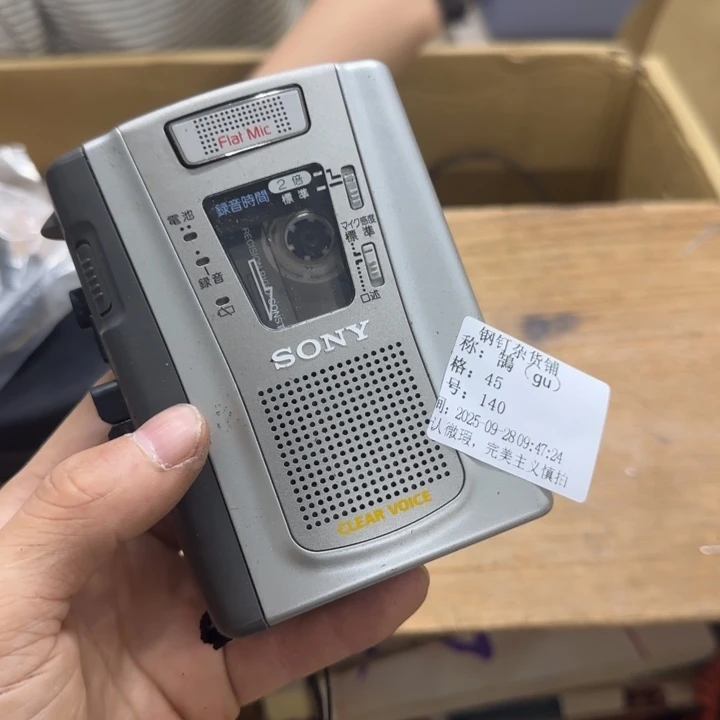 Flat Mic
録音時間
2倍
標準
電池
録音
マイク感度
標準
口述
SONY
CLEAR VOICE
钢钉杂货铺
称：鹄（gu）
格：45
号：140
间：2025-09-28 09:47:24
认微瑕，完美主义慎拍